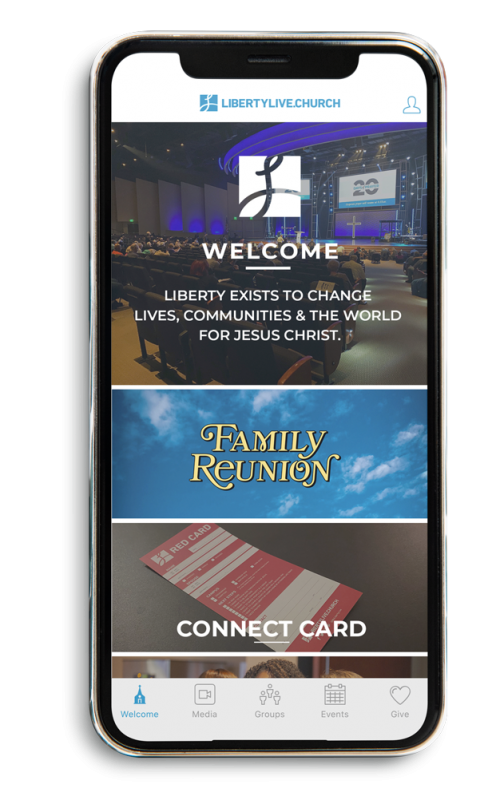 LIBERTYLIVE.CHURCH
20
WELCOME
LIBERTY EXISTS TO CHANGE
LIVES, COMMUNITIES & THE WORLD
FOR JESUS CHRIST.
FAMILY
REUNION
RED CARD
CONNECT CARD
Welcome Media Groups Events Give